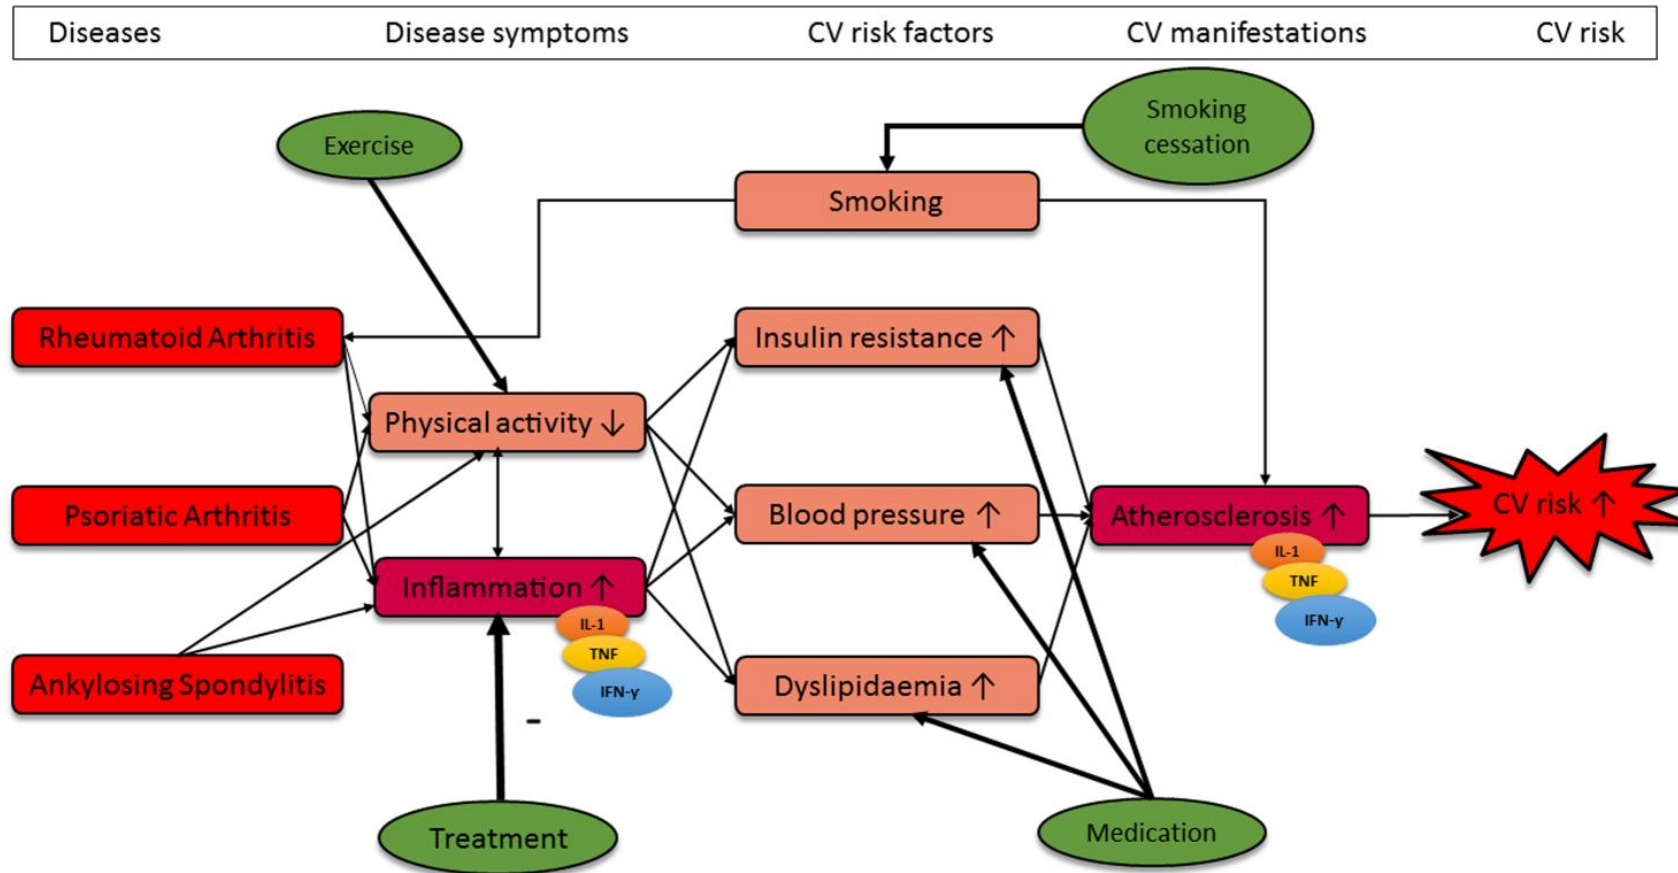 Diseases Disease symptoms CV risk factors CV manifestations CV risk
Exercise
Smoking
cessation
Smoking
Rheumatoid Arthritis
Insulin resistance ↑
Physical activity ↓
Psoriatic Arthritis
Blood pressure ↑
Atherosclerosis ↑
CV risk ↑
IL-1
TNF
IFN-γ
Inflammation ↑
IL-1
TNF
IFN-γ
Ankylosing Spondylitis
Dyslipidaemia ↑
-
Treatment
Medication